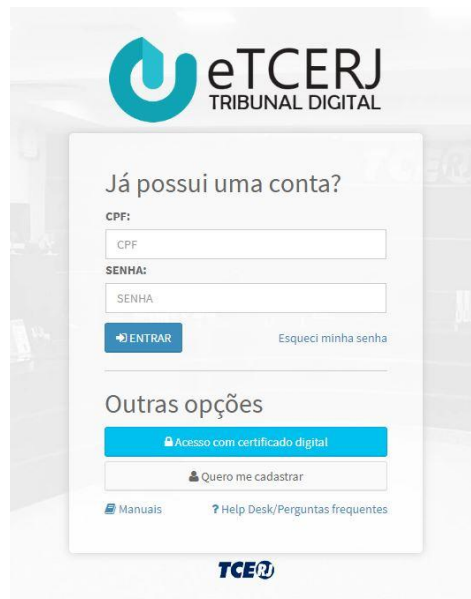 eTCERJ
TRIBUNAL DIGITAL
Já possui uma conta?
CPF:
CPF
SENHA:
SENHA
ENTRAR Esqueci minha senha
Outras opções
Acesso com certificado digital
Quero me cadastrar
Manuais ? Help Desk/Perguntas frequentes
TCERJ